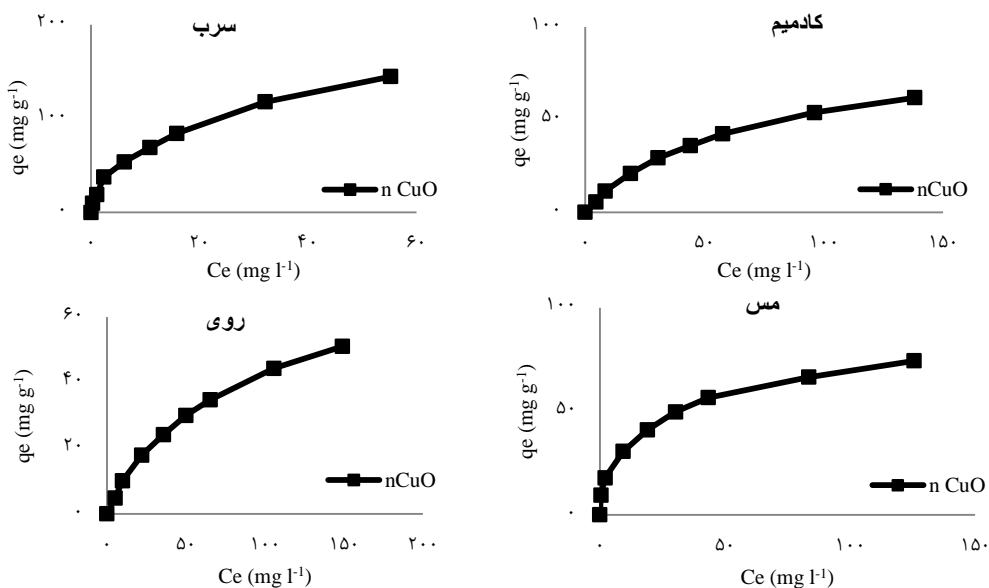 سرب
۲۰۰
۱۰۰
۰
qe (mg g-1)
n CuO
۰
۲۰
۴۰
۶۰
Ce (mg l-1)
کادمیم
۱۰۰
۵۰
۰
qe (mg g-1)
nCuO
۰
۵۰
۱۰۰
۱۵۰
Ce (mg l-1)
روی
۶۰
۴۰
۲۰
۰
qe (mg g-1)
nCuO
۰
۵۰
۱۰۰
۱۵۰
۲۰۰
Ce (mg l-1)
مس
۱۰۰
۵۰
۰
qe (mg g-1)
n CuO
۰
۵۰
۱۰۰
۱۵۰
Ce (mg l-1)